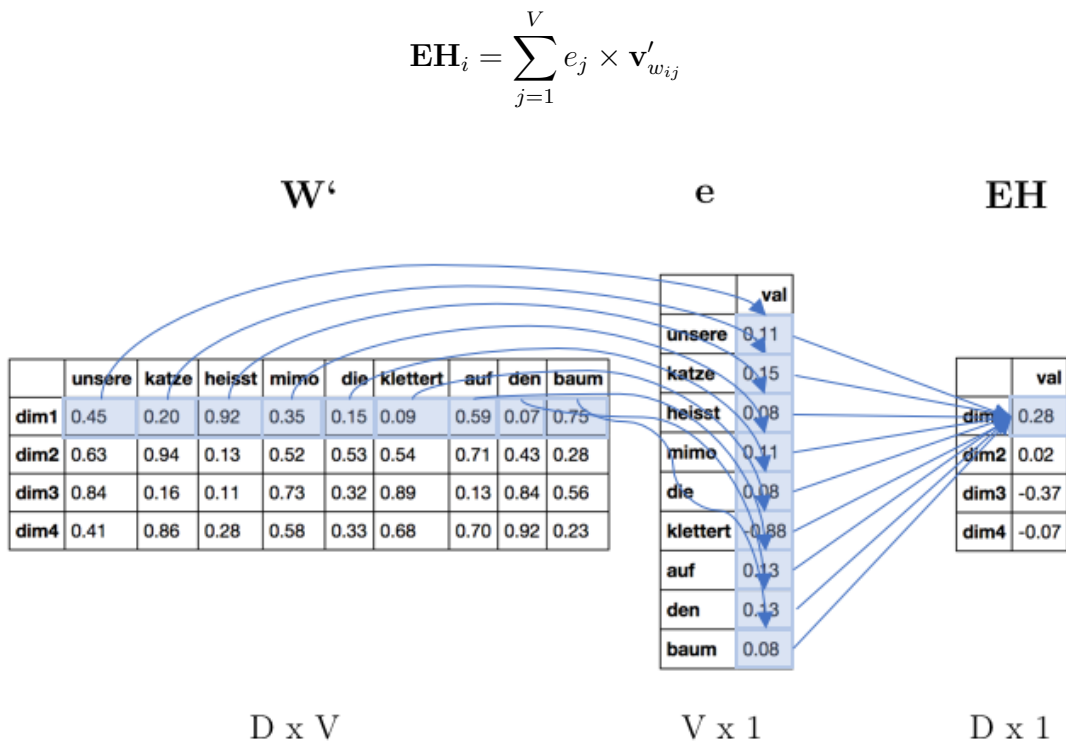 V
EH_i = ∑ e_j × v′_{w_{ij}}
j=1
W‘ e EH
val
unsere 0.11
katze 0.15
heisst 0.08
mimo 0.11
die 0.08
klettert -0.88
auf 0.13
den 0.13
baum 0.08
unsere katze heisst mimo die klettert auf den baum
dim1 0.45 0.20 0.92 0.35 0.15 0.09 0.59 0.07 0.75
dim2 0.63 0.94 0.13 0.52 0.53 0.54 0.71 0.43 0.28
dim3 0.84 0.16 0.11 0.73 0.32 0.89 0.13 0.84 0.56
dim4 0.41 0.86 0.28 0.58 0.33 0.68 0.70 0.92 0.23
val
dim1 0.28
dim2 0.02
dim3 -0.37
dim4 -0.07
D x V V x 1 D x 1